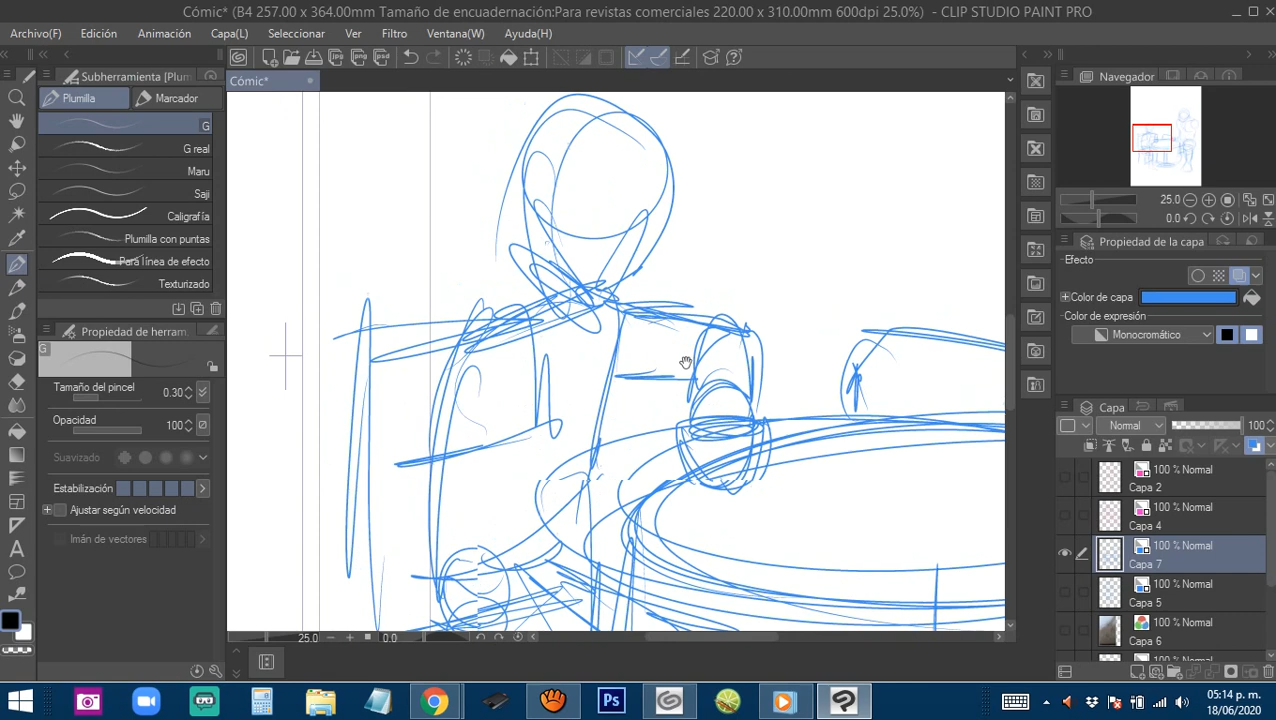 Cómic* (B4 257.00 x 364.00mm Tamaño de encuadernación:Para revistas comerciales 220.00 x 310.00mm 600dpi 25.0%) - CLIP STUDIO PAINT PRO
Archivo(F) Edición Animación Capa(L) Seleccionar Ver Filtro Ventana(W) Ayuda(H)
Subherramienta [Plum
Cómic*
Navegador
Plumilla Marcador
G
G real
Maru
Saji
Caligrafía
Plumilla con puntas
Para línea de efecto
Texturizado
25.0
0.0
Propiedad de la capa
Efecto
Color de capa
Color de expresión
Monocromático
Propiedad de herram
G
Tamaño del pincel 0.30
Opacidad 100
Suavizado
Estabilización
Ajustar según velocidad
Imán de vectores
Capa
Normal 100
100 % Normal
Capa 2
100 % Normal
Capa 4
100 % Normal
Capa 7
100 % Normal
Capa 5
100 % Normal
Capa 6
100 % Normal
25.0 0.0
Ps
05:14 p. m.
18/06/2020